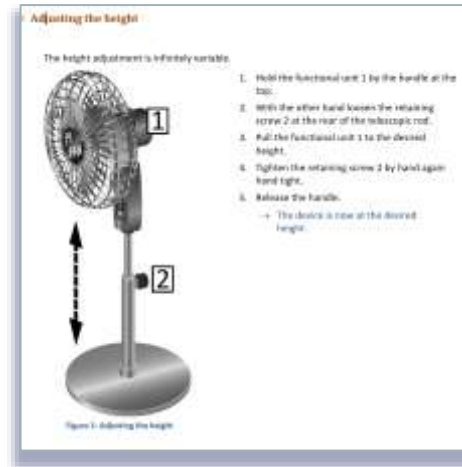 Adjusting the height
The height adjustment is infinitely variable.
1. Hold the functional unit 1 by the handle at the
top.
2. With the other hand loosen the retaining
screw 2 at the rear of the telescopic rod.
3. Pull the functional unit 1 to the desired
height.
4. Tighten the retaining screw 2 by hand again
hand tight.
5. Release the handle.
→ The device is now at the desired
height.
1
2
Figure 1: Adjusting the height